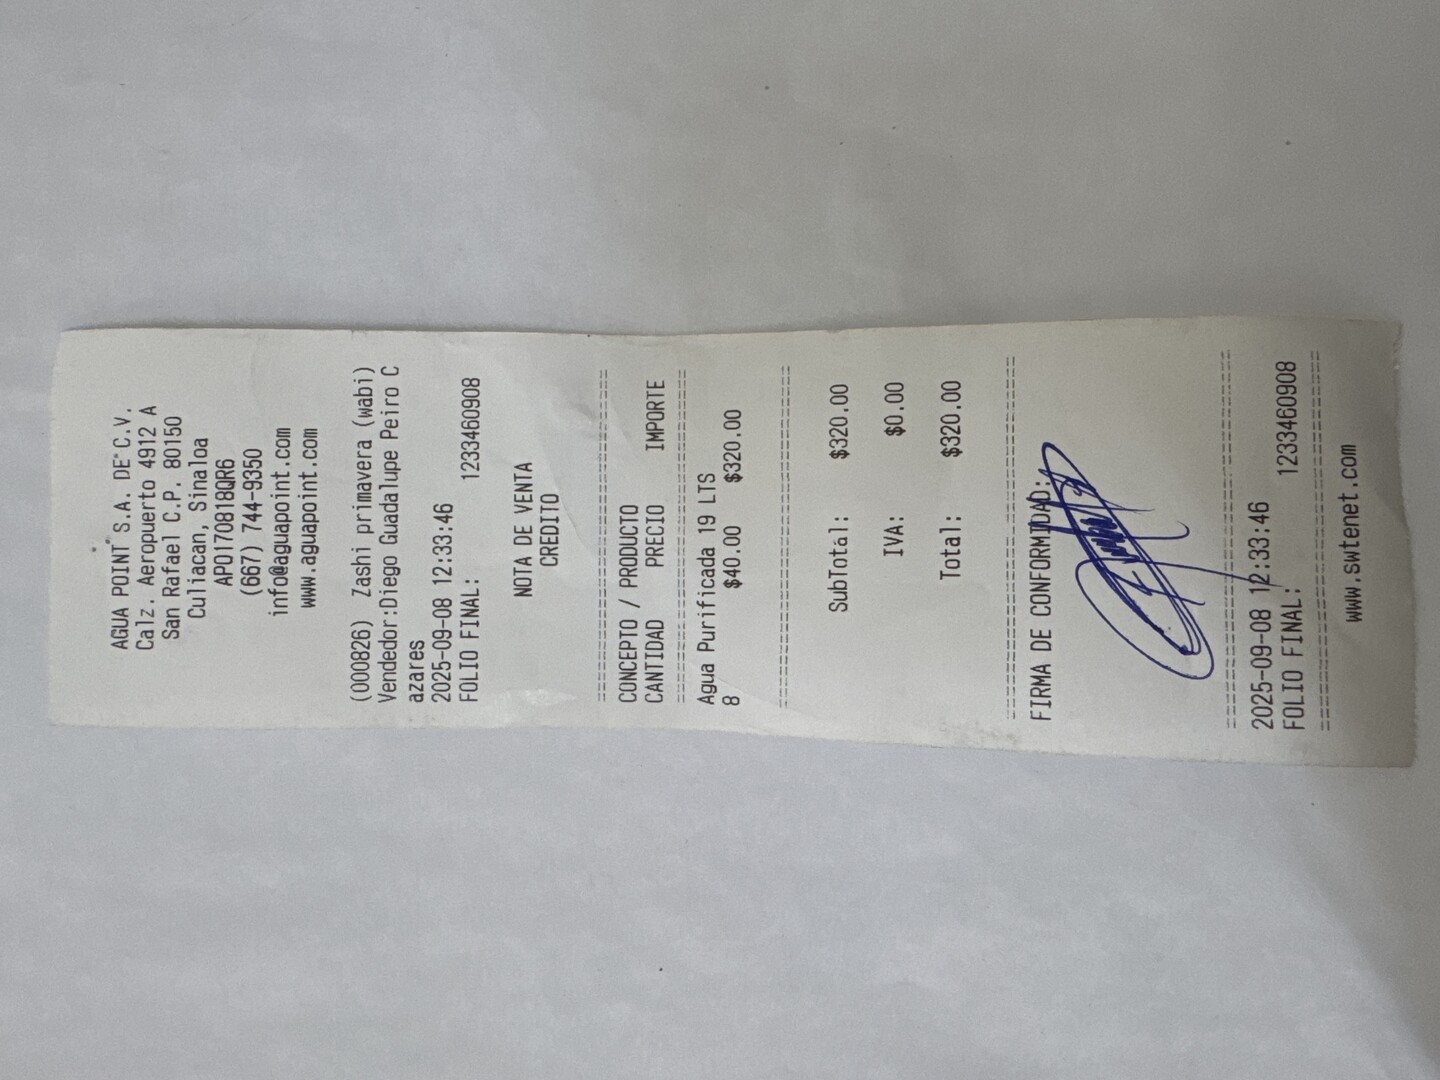 AGUA POINT S.A. DE C.V.
Calz. Aeropuerto 4912 A
San Rafael C.P. 80150
Culiacan, Sinaloa
APO170818QR6
(667) 744-9350
info@aguapoint.com
www.aguapoint.com
(000826) Zashi primavera (wabi)
Vendedor:Diego Guadalupe Peiro C
azares
2025-09-08 12:33:46
FOLIO FINAL: 1233460908
NOTA DE VENTA
CREDITO
================================
CONCEPTO / PRODUCTO
CANTIDAD PRECIO IMPORTE
================================
Agua Purificada 19 LTS
8 $40.00 $320.00
================================
SubTotal: $320.00
IVA: $0.00
Total: $320.00
================================
FIRMA DE CONFORMIDAD:
================================
2025-09-08 12:33:46
FOLIO FINAL: 1233460908
================================
www.swtenet.com